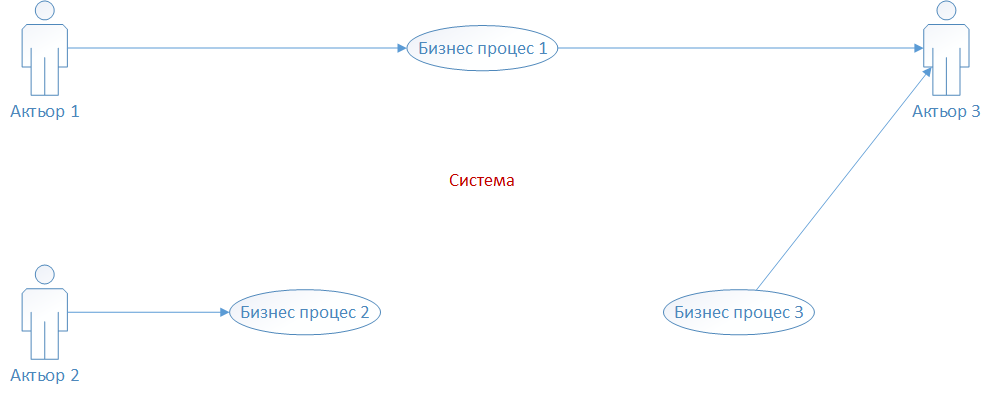 Бизнес процес 1
Актьор 1
Актьор 3
Система
Бизнес процес 2
Бизнес процес 3
Актьор 2